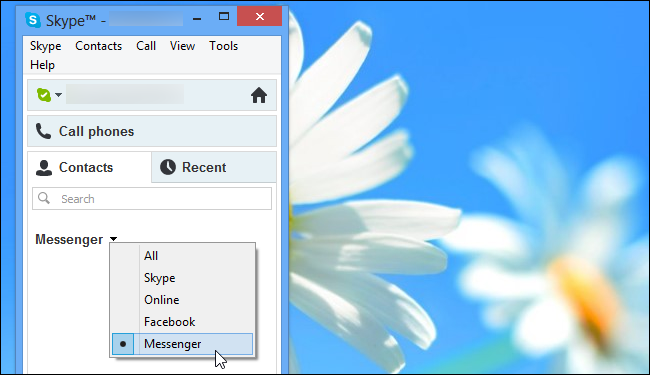 Skype™ -
Skype Contacts Call View Tools
Help
Call phones
Contacts Recent
Search
Messenger
All
Skype
Online
Facebook
Messenger